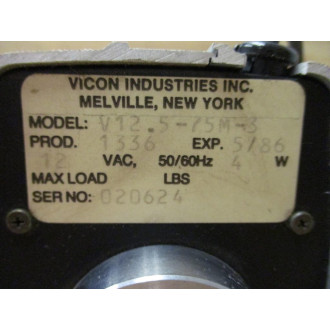 VICON INDUSTRIES INC.
MELVILLE, NEW YORK
MODEL: V12.5-75M-3
PROD. 1336 EXP. 5/86
12 VAC, 50/60Hz 4 W
MAX LOAD LBS
SER NO: 020624